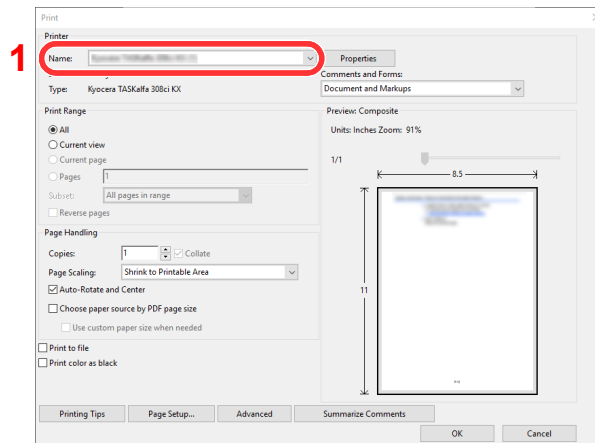 Print
Printer
1
Name:
Properties
Comments and Forms:
Type: Kyocera TASKalfa 308ci KX
Document and Markups
Print Range
Preview: Composite
All
Units: Inches Zoom: 91%
Current view
Current page
1/1
Pages 1
8.5
Subset: All pages in range
Reverse pages
Page Handling
Copies: 1 Collate
Page Scaling: Shrink to Printable Area
Auto-Rotate and Center
11
Choose paper source by PDF page size
Use custom paper size when needed
Print to file
Print color as black
Printing Tips Page Setup... Advanced Summarize Comments
OK Cancel